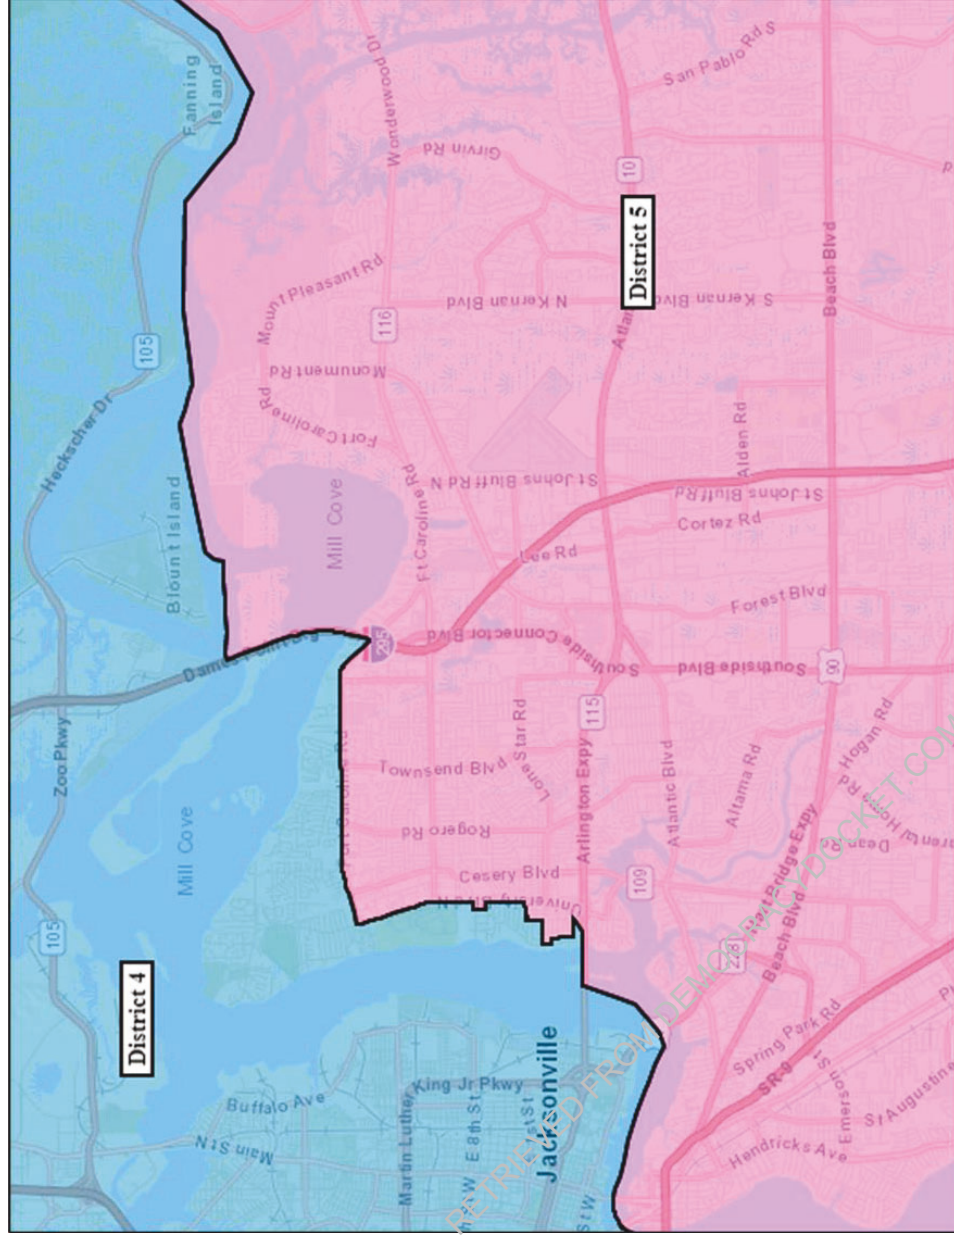 Fanning
Island
Wonderwood Dr
San Pablo Rd S
Girvin Rd
10
Heckscher Dr
105
Mount Pleasant Rd
116
N Kernan Blvd
District 5
S Kernan Blvd
Beach Blvd
Monument Rd
Fort Caroline Rd
Alden Rd
Blount Island
Mill Cove
Ft Caroline Rd
St Johns Bluff Rd N
St Johns Bluff Rd
Cortez Rd
Lee Rd
Forest Blvd
295
Southside Connector Blvd
Southside Blvd
90
Zoo Pkwy
115
Lone Star Rd
Townsend Blvd
Hogan Rd
Altama Rd
Atlantic Blvd
Arlington Expy
Rogero Rd
Mill Cove
Cesery Blvd
109
Hart Bridge Expy
Dean Rd
105
228
Beach Blvd
District 4
Jacksonville
King Jr Pkwy
Martin Luther
Buffalo Ave
Main St N
E 8th St
Spring Park Rd
SR-9
Emerson St
St Augustine
Hendricks Ave
St W
RETRIEVED FROM DEMOCRACYDOCKET.COM